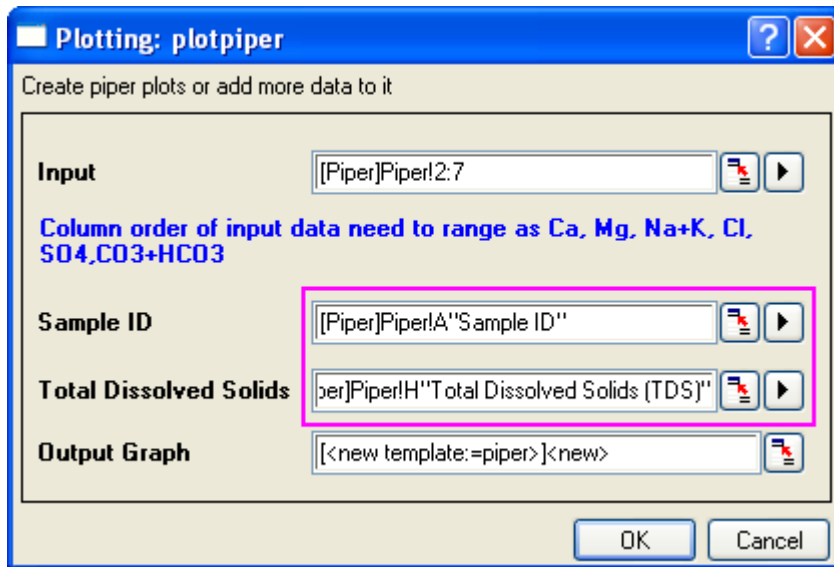 Plotting: plotpiper
Create piper plots or add more data to it
Input [Piper]Piper!2:7
Column order of input data need to range as Ca, Mg, Na+K, Cl,
SO4,CO3+HCO3
Sample ID [Piper]Piper!A"Sample ID"
Total Dissolved Solids per]Piper!H"Total Dissolved Solids (TDS)"
Output Graph [<new template:=piper>]<new>
OK Cancel